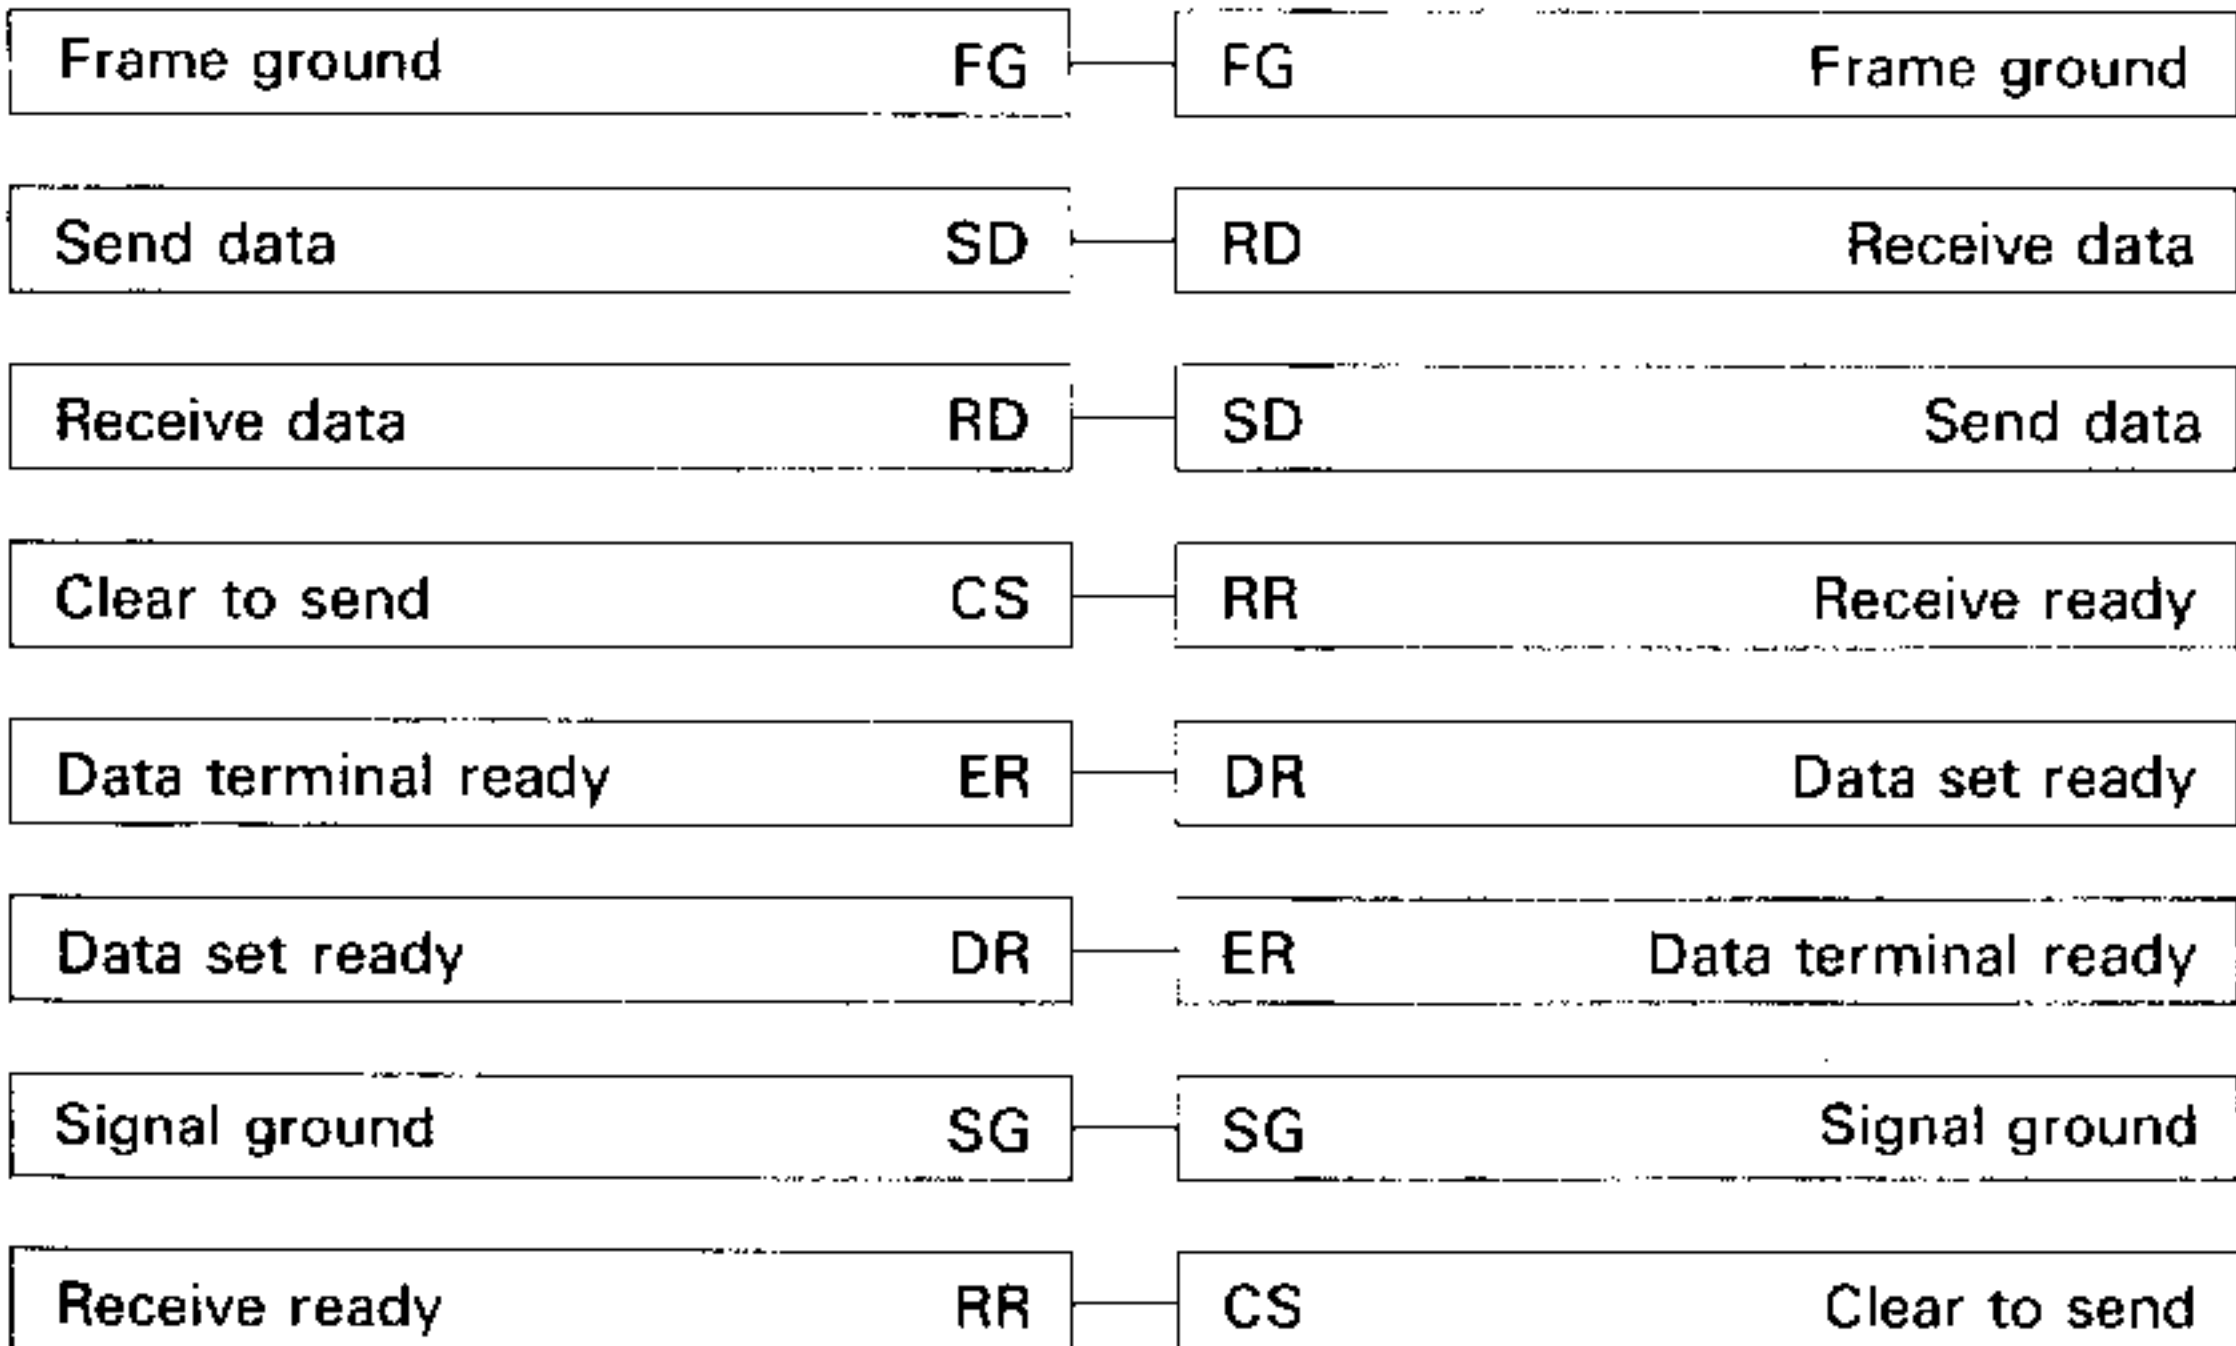 Frame ground FG FG Frame ground
Send data SD RD Receive data
Receive data RD SD Send data
Clear to send CS RR Receive ready
Data terminal ready ER DR Data set ready
Data set ready DR ER Data terminal ready
Signal ground SG SG Signal ground
Receive ready RR CS Clear to send